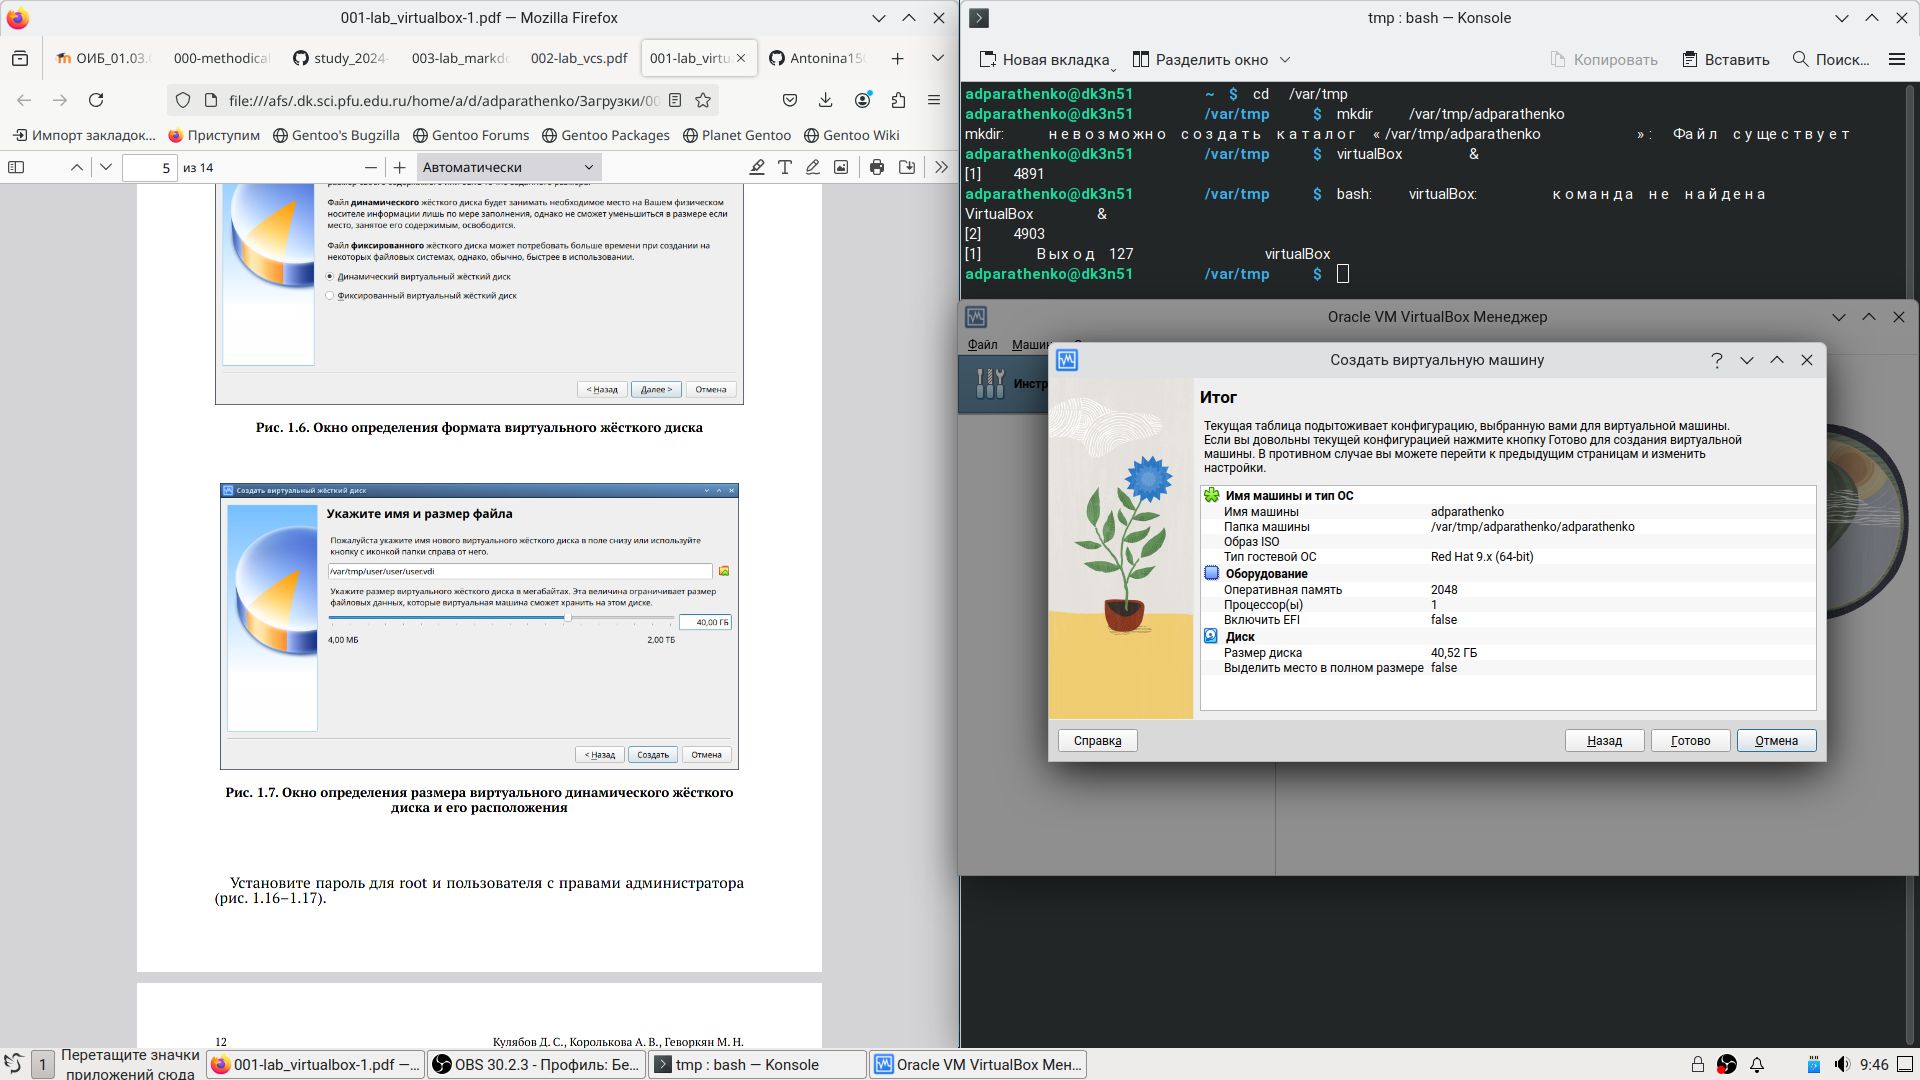 001-lab_virtualbox-1.pdf — Mozilla Firefox
ОИБ_01.03.0
000-methodical
study_2024-
003-lab_markdo
002-lab_vcs.pdf
001-lab_virtu
Antonina150
file:///afs/.dk.sci.pfu.edu.ru/home/a/d/adparathenko/Загрузки/00
Импорт закладок...
Приступим
Gentoo's Bugzilla
Gentoo Forums
Gentoo Packages
Planet Gentoo
Gentoo Wiki
5 из 14
Автоматически
Файл динамического жёсткого диска будет занимать необходимое место на Вашем физическом
носителе информации лишь по мере заполнения, однако не сможет уменьшиться в размере если
место, занятое его содержимым, освободится.
Файл фиксированного жёсткого диска может потребовать больше времени при создании на
некоторых файловых системах, однако, обычно, быстрее в использовании.
Динамический виртуальный жёсткий диск
Фиксированный виртуальный жёсткий диск
< Назад
Далее >
Отмена
Рис. 1.6. Окно определения формата виртуального жёсткого диска
Создать виртуальный жёсткий диск
Укажите имя и размер файла
Пожалуйста укажите имя нового виртуального жёсткого диска в поле снизу или используйте
кнопку с иконкой папки справа от него.
/var/tmp/user/user/user.vdi
Укажите размер виртуального жёсткого диска в мегабайтах. Эта величина ограничивает размер
файловых данных, которые виртуальная машина сможет хранить на этом диске.
40,00 ГБ
4,00 МБ
2,00 ТБ
< Назад
Создать
Отмена
Рис. 1.7. Окно определения размера виртуального динамического жёсткого
диска и его расположения
Установите пароль для root и пользователя с правами администратора
(рис. 1.16–1.17).
12
Кулябов Д. С., Королькова А. В., Геворкян М. Н.
tmp : bash — Konsole
Новая вкладка
Разделить окно
Копировать
Вставить
Поиск...
adparathenko@dk3n51 ~ $ cd /var/tmp
adparathenko@dk3n51 /var/tmp $ mkdir /var/tmp/adparathenko
mkdir: невозможно создать каталог «/var/tmp/adparathenko»: Файл существует
adparathenko@dk3n51 /var/tmp $ virtualBox &
[1] 4891
adparathenko@dk3n51 /var/tmp $ bash: virtualBox: команда не найдена
VirtualBox &
[2] 4903
[1] Выход 127 virtualBox
adparathenko@dk3n51 /var/tmp $
Oracle VM VirtualBox Менеджер
Файл
Машин
Инстр
Создать виртуальную машину
Итог
Текущая таблица подытоживает конфигурацию, выбранную вами для виртуальной машины.
Если вы довольны текущей конфигурацией нажмите кнопку Готово для создания виртуальной
машины. В противном случае вы можете перейти к предыдущим страницам и изменить
настройки.
Имя машины и тип ОС
Имя машины adparathenko
Папка машины /var/tmp/adparathenko/adparathenko
Образ ISO
Тип гостевой ОС Red Hat 9.x (64-bit)
Оборудование
Оперативная память 2048
Процессор(ы) 1
Включить EFI false
Диск
Размер диска 40,52 ГБ
Выделить место в полном размере false
Справка
Назад
Готово
Отмена
1
Перетащите значки
приложений сюда
001-lab_virtualbox-1.pdf —...
OBS 30.2.3 - Профиль: Бе...
tmp : bash — Konsole
Oracle VM VirtualBox Мен...
9:46